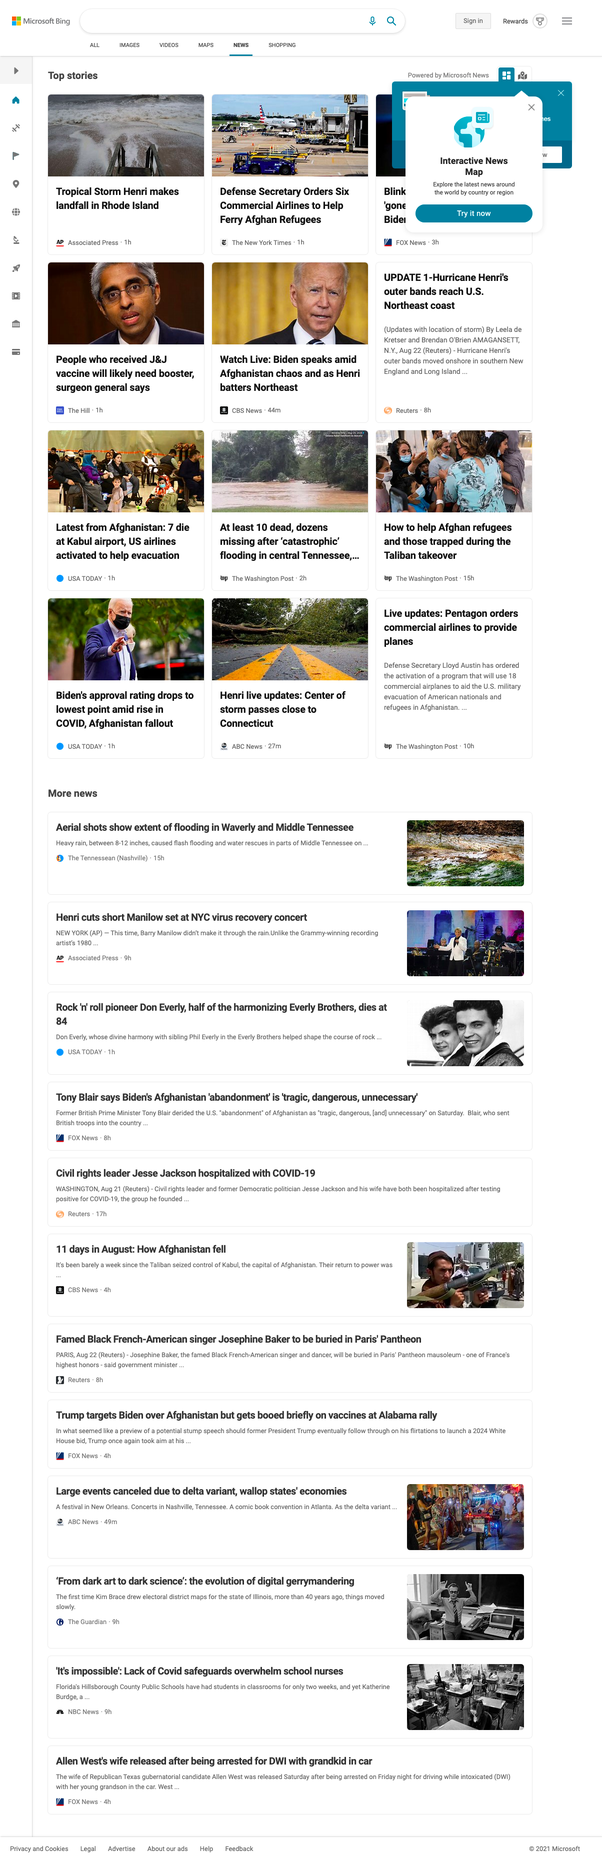 Microsoft Bing
Sign in
Rewards
ALL
IMAGES
VIDEOS
MAPS
NEWS
SHOPPING
Top stories
Powered by Microsoft News
Interactive News
Map
Explore the latest news around
the world by country or region
Try it now
Tropical Storm Henri makes
landfall in Rhode Island
AP Associated Press · 1h
Defense Secretary Orders Six
Commercial Airlines to Help
Ferry Afghan Refugees
The New York Times · 1h
Blink
'gone
Biden
FOX News · 3h
People who received J&J
vaccine will likely need booster,
surgeon general says
The Hill · 1h
Watch Live: Biden speaks amid
Afghanistan chaos and as Henri
batters Northeast
CBS News · 44m
UPDATE 1-Hurricane Henri's
outer bands reach U.S.
Northeast coast
(Updates with location of storm) By Leela de
Kretser and Brendan O'Brien AMAGANSETT,
N.Y., Aug 22 (Reuters) - Hurricane Henri's
outer bands moved onshore in southern New
England and Long Island ...
Reuters · 8h
Latest from Afghanistan: 7 die
at Kabul airport, US airlines
activated to help evacuation
USA TODAY · 1h
At least 10 dead, dozens
missing after 'catastrophic'
flooding in central Tennessee,...
wp The Washington Post · 2h
How to help Afghan refugees
and those trapped during the
Taliban takeover
wp The Washington Post · 15h
Biden's approval rating drops to
lowest point amid rise in
COVID, Afghanistan fallout
USA TODAY · 1h
Henri live updates: Center of
storm passes close to
Connecticut
ABC News · 27m
Live updates: Pentagon orders
commercial airlines to provide
planes
Defense Secretary Lloyd Austin has ordered
the activation of a program that will use 18
commercial airplanes to aid the U.S. military
evacuation of American nationals and
refugees in Afghanistan. ...
wp The Washington Post · 10h
More news
Aerial shots show extent of flooding in Waverly and Middle Tennessee
Heavy rain, between 8-12 inches, caused flash flooding and water rescues in parts of Middle Tennessee on ...
The Tennessean (Nashville) · 15h
Henri cuts short Manilow set at NYC virus recovery concert
NEW YORK (AP) — This time, Barry Manilow didn't make it through the rain.Unlike the Grammy-winning recording
artist's 1980 ...
AP Associated Press · 9h
Rock 'n' roll pioneer Don Everly, half of the harmonizing Everly Brothers, dies at
84
Don Everly, whose divine harmony with sibling Phil Everly in the Everly Brothers helped shape the course of rock ...
USA TODAY · 1h
Tony Blair says Biden's Afghanistan 'abandonment' is 'tragic, dangerous, unnecessary'
Former British Prime Minister Tony Blair derided the U.S. "abandonment" of Afghanistan as "tragic, dangerous, [and] unnecessary" on Saturday. Blair, who sent
British troops into the country ...
FOX News · 8h
Civil rights leader Jesse Jackson hospitalized with COVID-19
WASHINGTON, Aug 21 (Reuters) - Civil rights leader and former Democratic politician Jesse Jackson and his wife have both been hospitalized after testing
positive for COVID-19, the group he founded ...
Reuters · 17h
11 days in August: How Afghanistan fell
It's been barely a week since the Taliban seized control of Kabul, the capital of Afghanistan. Their return to power was
...
CBS News · 4h
Famed Black French-American singer Josephine Baker to be buried in Paris' Pantheon
PARIS, Aug 22 (Reuters) - Josephine Baker, the famed Black French-American singer and dancer, will be buried in Paris' Pantheon mausoleum - one of France's
highest honors - said government minister ...
Reuters · 8h
Trump targets Biden over Afghanistan but gets booed briefly on vaccines at Alabama rally
In what seemed like a preview of a potential stump speech should former President Trump eventually follow through on his flirtations to launch a 2024 White
House bid, Trump once again took aim at his ...
FOX News · 4h
Large events canceled due to delta variant, wallop states' economies
A festival in New Orleans. Concerts in Nashville, Tennessee. A comic book convention in Atlanta. As the delta variant ...
ABC News · 49m
'From dark art to dark science': the evolution of digital gerrymandering
The first time Kim Brace drew electoral district maps for the state of Illinois, more than 40 years ago, things moved
slowly.
The Guardian · 9h
'It's impossible': Lack of Covid safeguards overwhelm school nurses
Florida's Hillsborough County Public Schools have had students in classrooms for only two weeks, and yet Katherine
Burdge, a ...
NBC News · 9h
Allen West's wife released after being arrested for DWI with grandkid in car
The wife of Republican Texas gubernatorial candidate Allen West was released Saturday after being arrested on Friday night for driving while intoxicated (DWI)
with her young grandson in the car. West ...
FOX News · 4h
Privacy and Cookies
Legal
Advertise
About our ads
Help
Feedback
© 2021 Microsoft